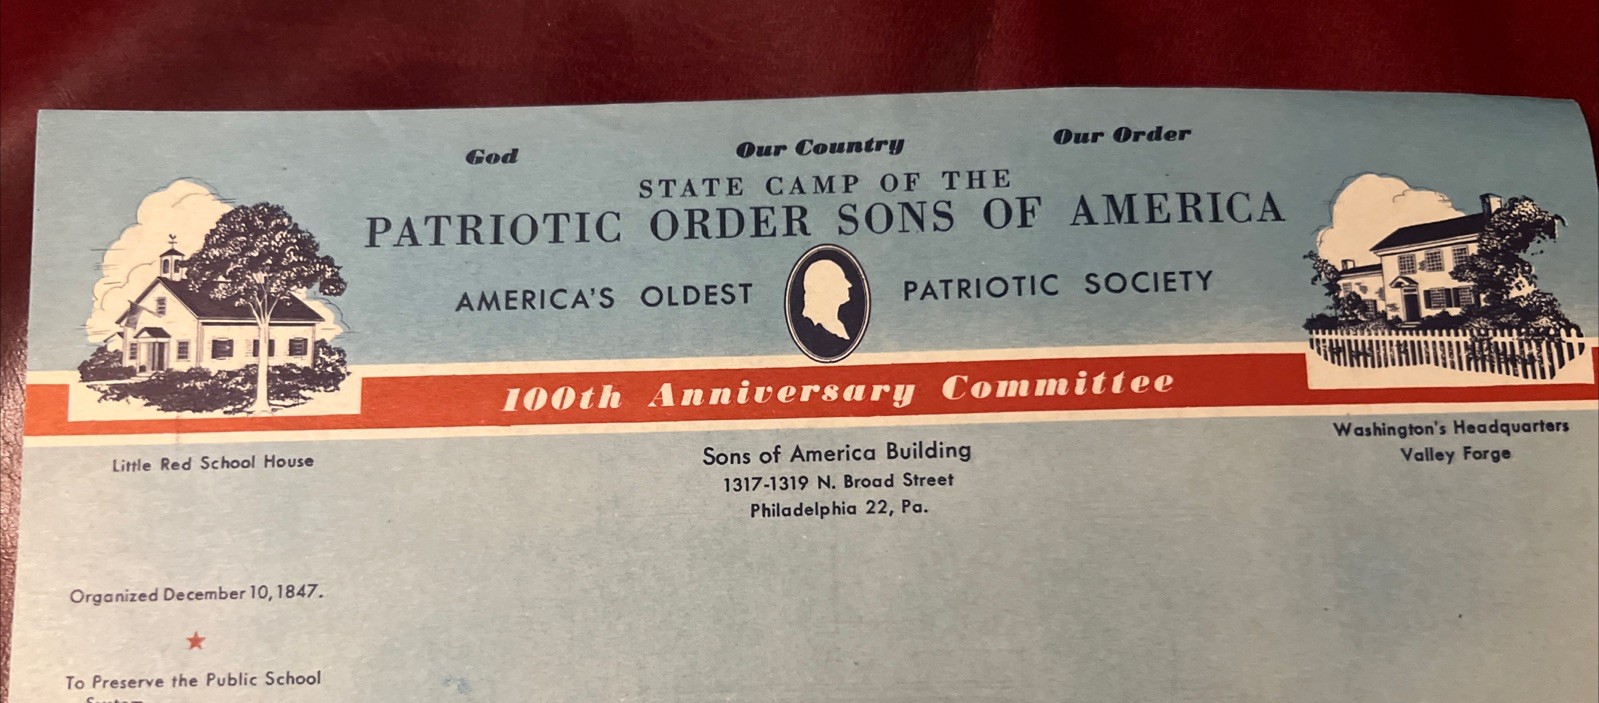 God Our Country Our Order
STATE CAMP OF THE
PATRIOTIC ORDER SONS OF AMERICA
AMERICA'S OLDEST PATRIOTIC SOCIETY
100th Anniversary Committee
Little Red School House
Washington's Headquarters
Valley Forge
Sons of America Building
1317-1319 N. Broad Street
Philadelphia 22, Pa.
Organized December 10, 1847.
To Preserve the Public School
System